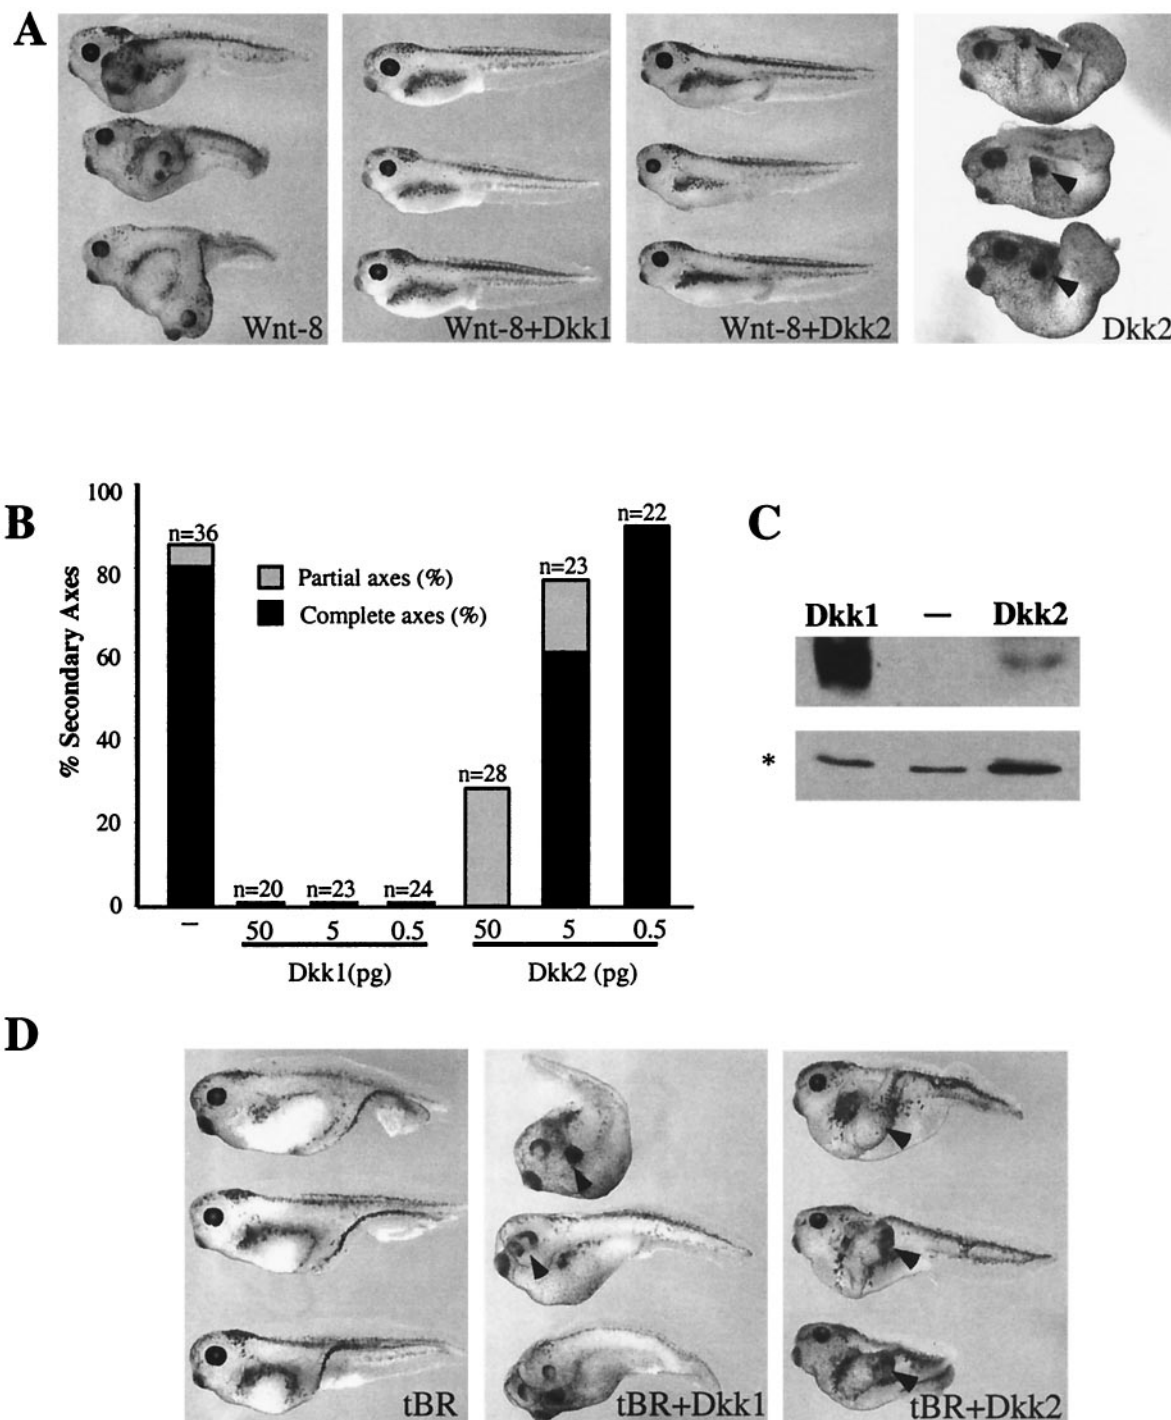 A
Wnt-8
Wnt-8+Dkk1
Wnt-8+Dkk2
Dkk2
B
100
80
60
40
20
0
% Secondary Axes
n=36
n=20
n=23
n=24
n=28
n=23
n=22
Partial axes (%)
Complete axes (%)
– 50 5 0.5 50 5 0.5
Dkk1(pg) Dkk2 (pg)
C
Dkk1 – Dkk2
*
D
tBR
tBR+Dkk1
tBR+Dkk2